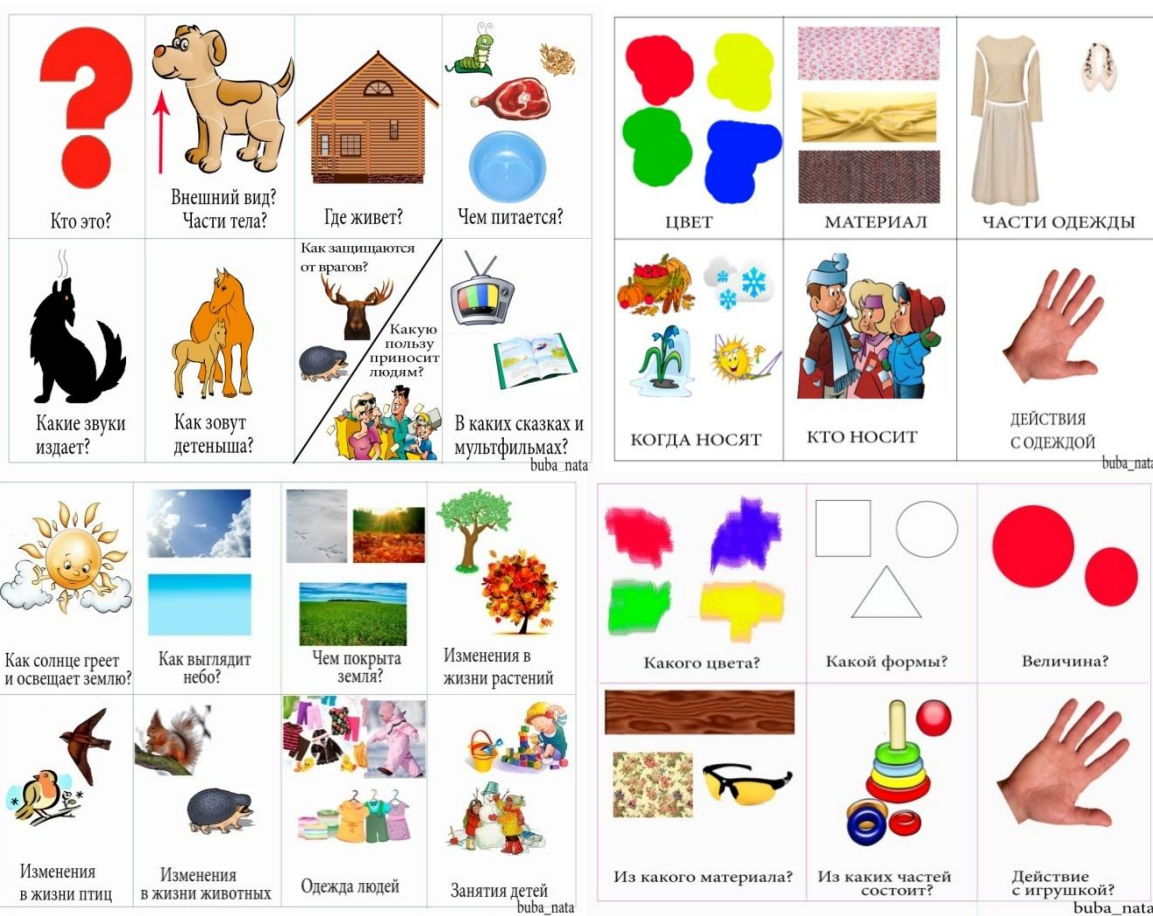 Кто это?
Внешний вид?
Части тела?
Где живет?
Чем питается?
Какие звуки
издает?
Как зовут
детеныша?
Как защищаются
от врагов?
Какую
пользу
приносит
людям?
В каких сказках и
мультфильмах?
buba_nata
ЦВЕТ
МАТЕРИАЛ
ЧАСТИ ОДЕЖДЫ
КОГДА НОСЯТ
КТО НОСИТ
ДЕЙСТВИЯ
С ОДЕЖДОЙ
buba_nata
Как солнце греет
и освещает землю?
Как выглядит
небо?
Чем покрыта
земля?
Изменения в
жизни растений
Изменения
в жизни птиц
Изменения
в жизни животных
Одежда людей
Занятия детей
buba_nata
Какого цвета?
Какой формы?
Величина?
Из какого материала?
Из каких частей
состоит?
Действие
с игрушкой?
buba_nata